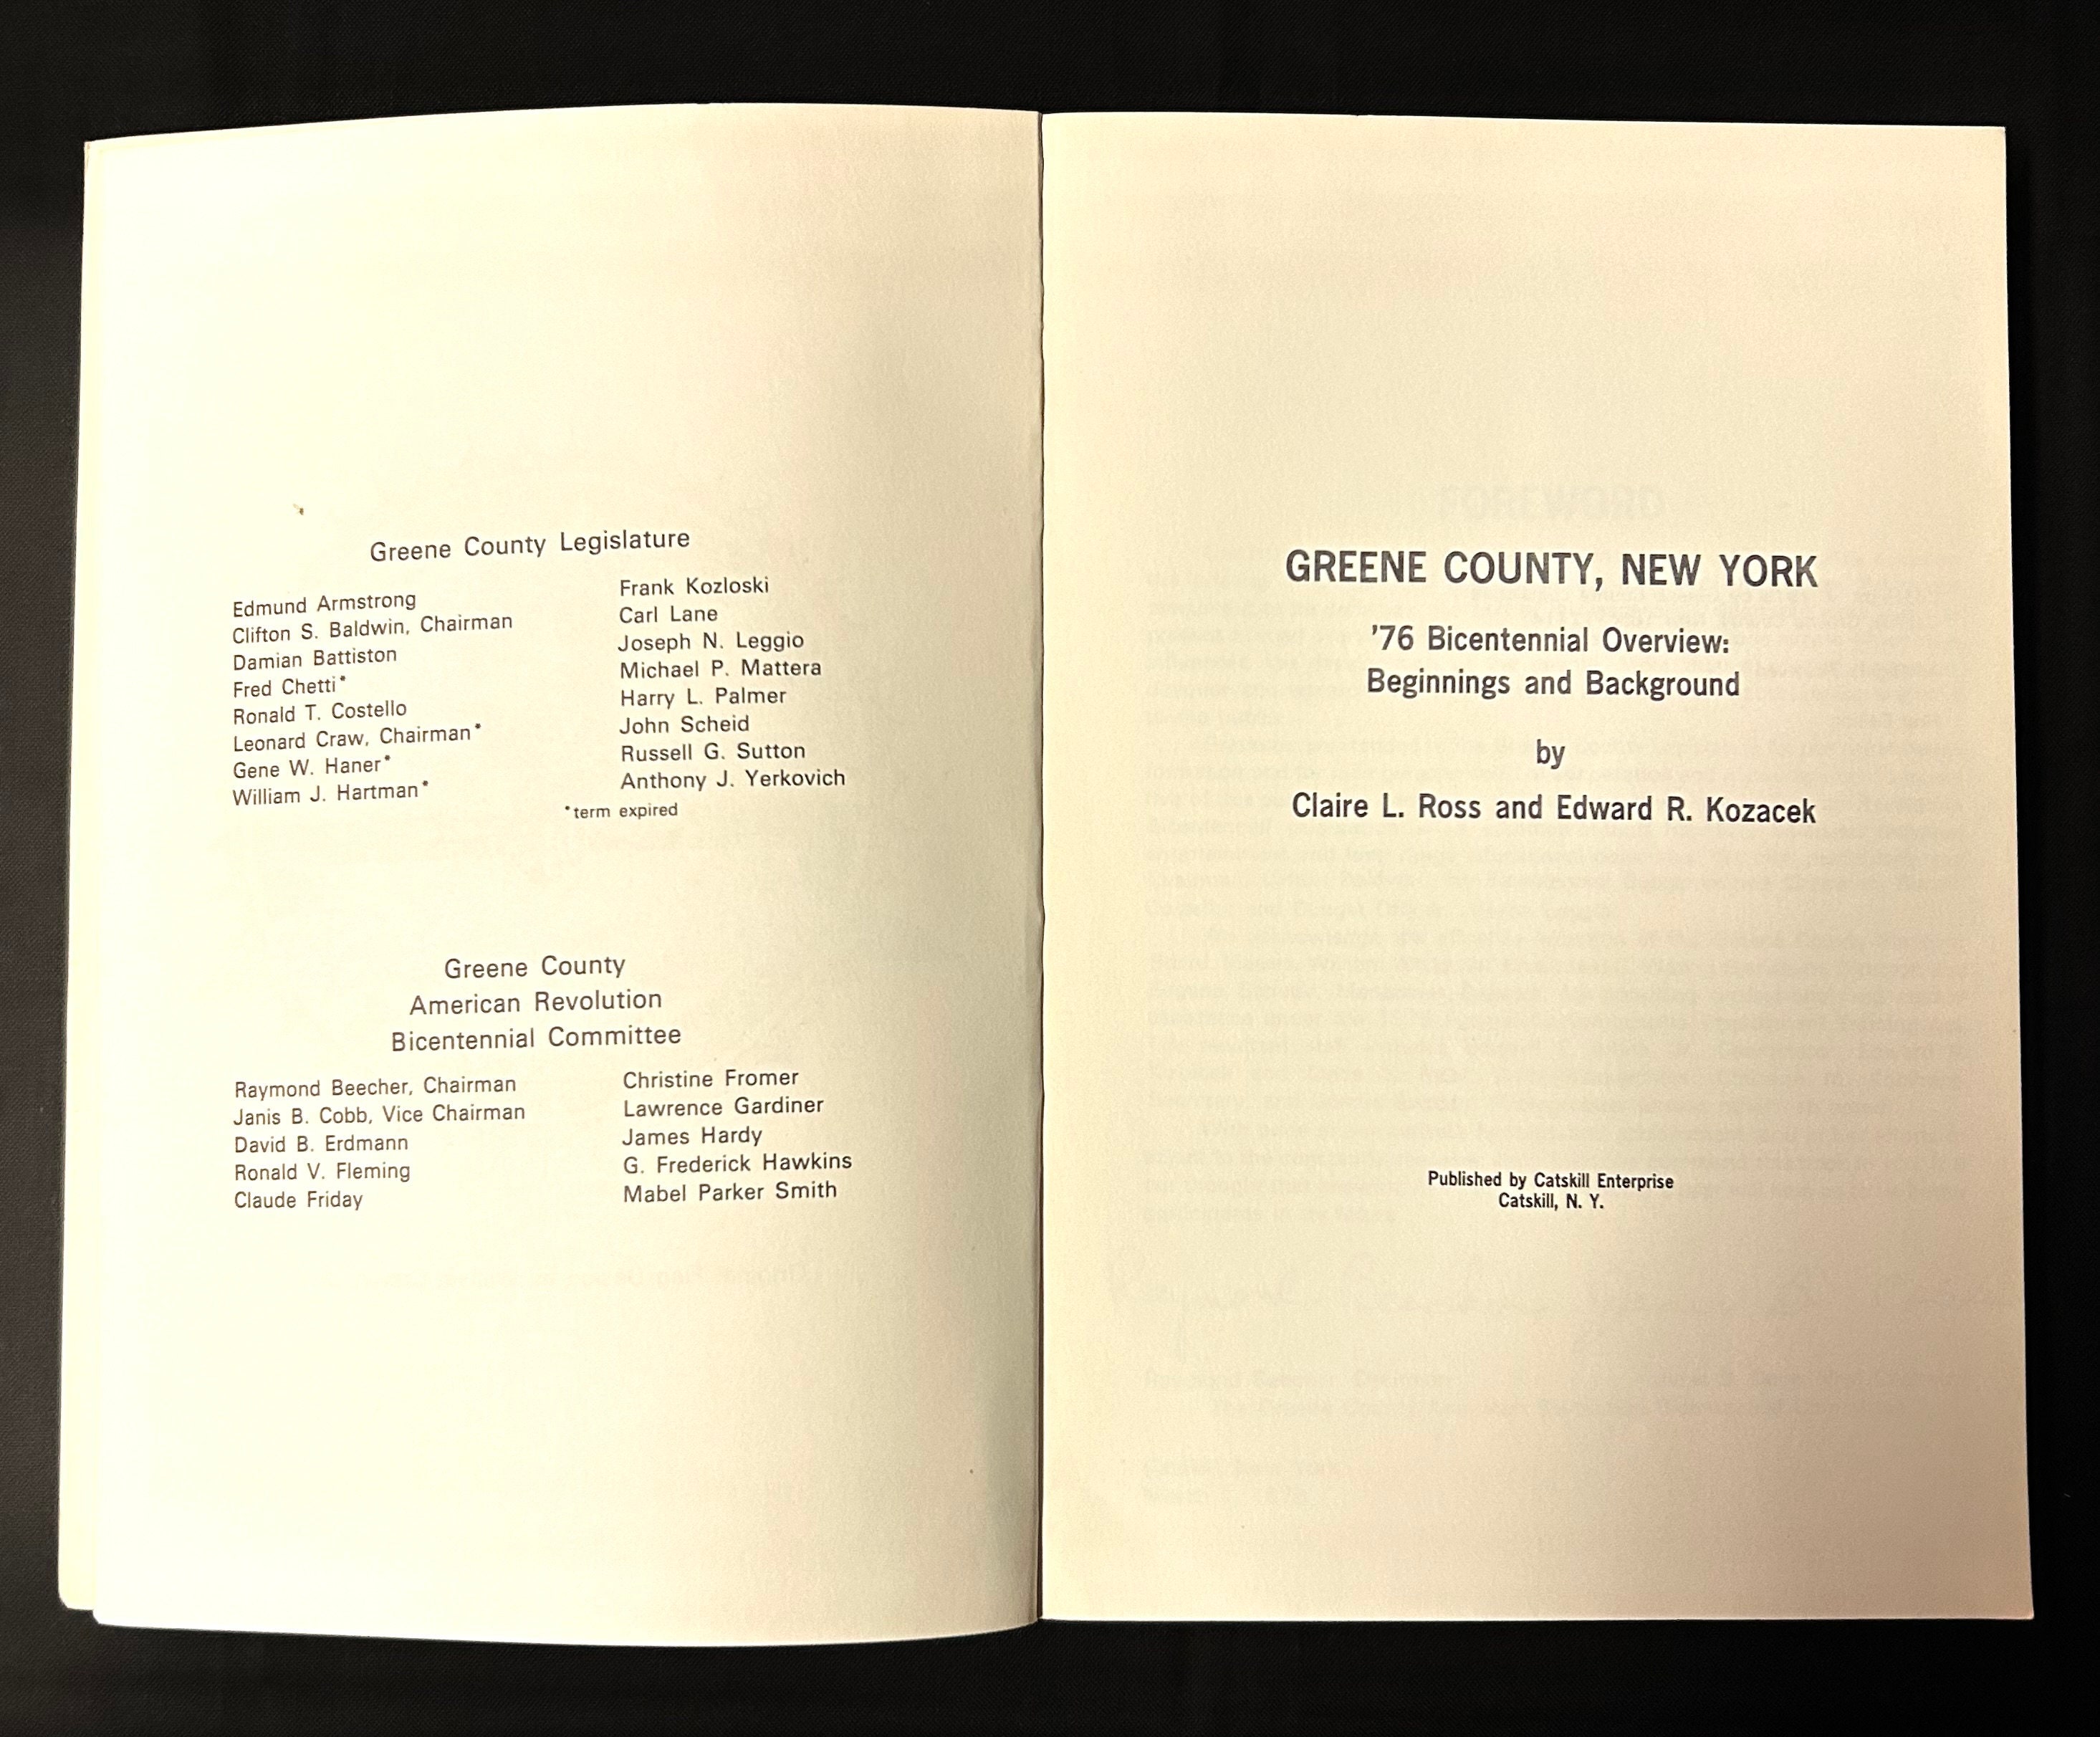 Greene County Legislature
Edmund Armstrong
Clifton S. Baldwin, Chairman
Damian Battiston
Fred Chetti*
Ronald T. Costello
Leonard Craw, Chairman*
Gene W. Haner*
William J. Hartman*
Frank Kozloski
Carl Lane
Joseph N. Leggio
Michael P. Mattera
Harry L. Palmer
John Scheid
Russell G. Sutton
Anthony J. Yerkovich
*term expired
Greene County
American Revolution
Bicentennial Committee
Raymond Beecher, Chairman
Janis B. Cobb, Vice Chairman
David B. Erdmann
Ronald V. Fleming
Claude Friday
Christine Fromer
Lawrence Gardiner
James Hardy
G. Frederick Hawkins
Mabel Parker Smith
GREENE COUNTY, NEW YORK
'76 Bicentennial Overview:
Beginnings and Background
by
Claire L. Ross and Edward R. Kozacek
Published by Catskill Enterprise
Catskill, N. Y.
FOREWORD